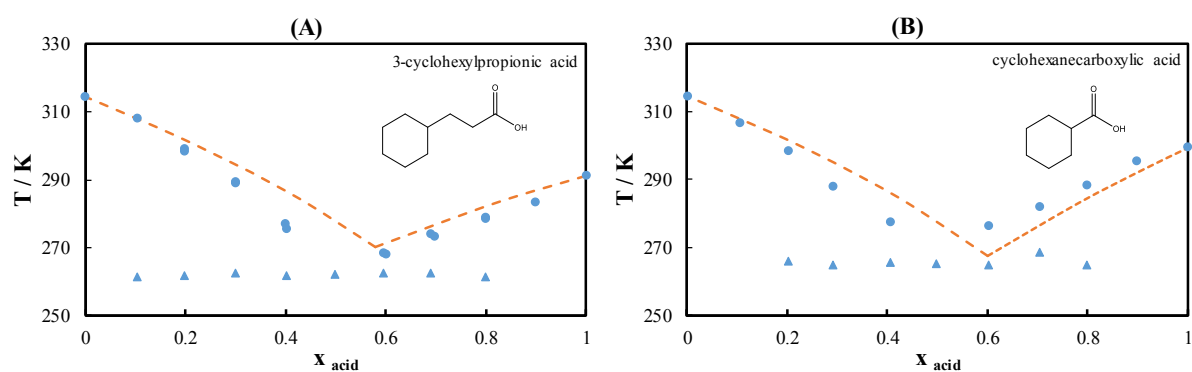 (A)
330
310
290
270
250
T / K
0
0.2
0.4
0.6
0.8
1
x acid
3-cyclohexylpropionic acid
O
OH
(B)
330
310
290
270
250
T / K
0
0.2
0.4
0.6
0.8
1
x acid
cyclohexanecarboxylic acid
O
OH